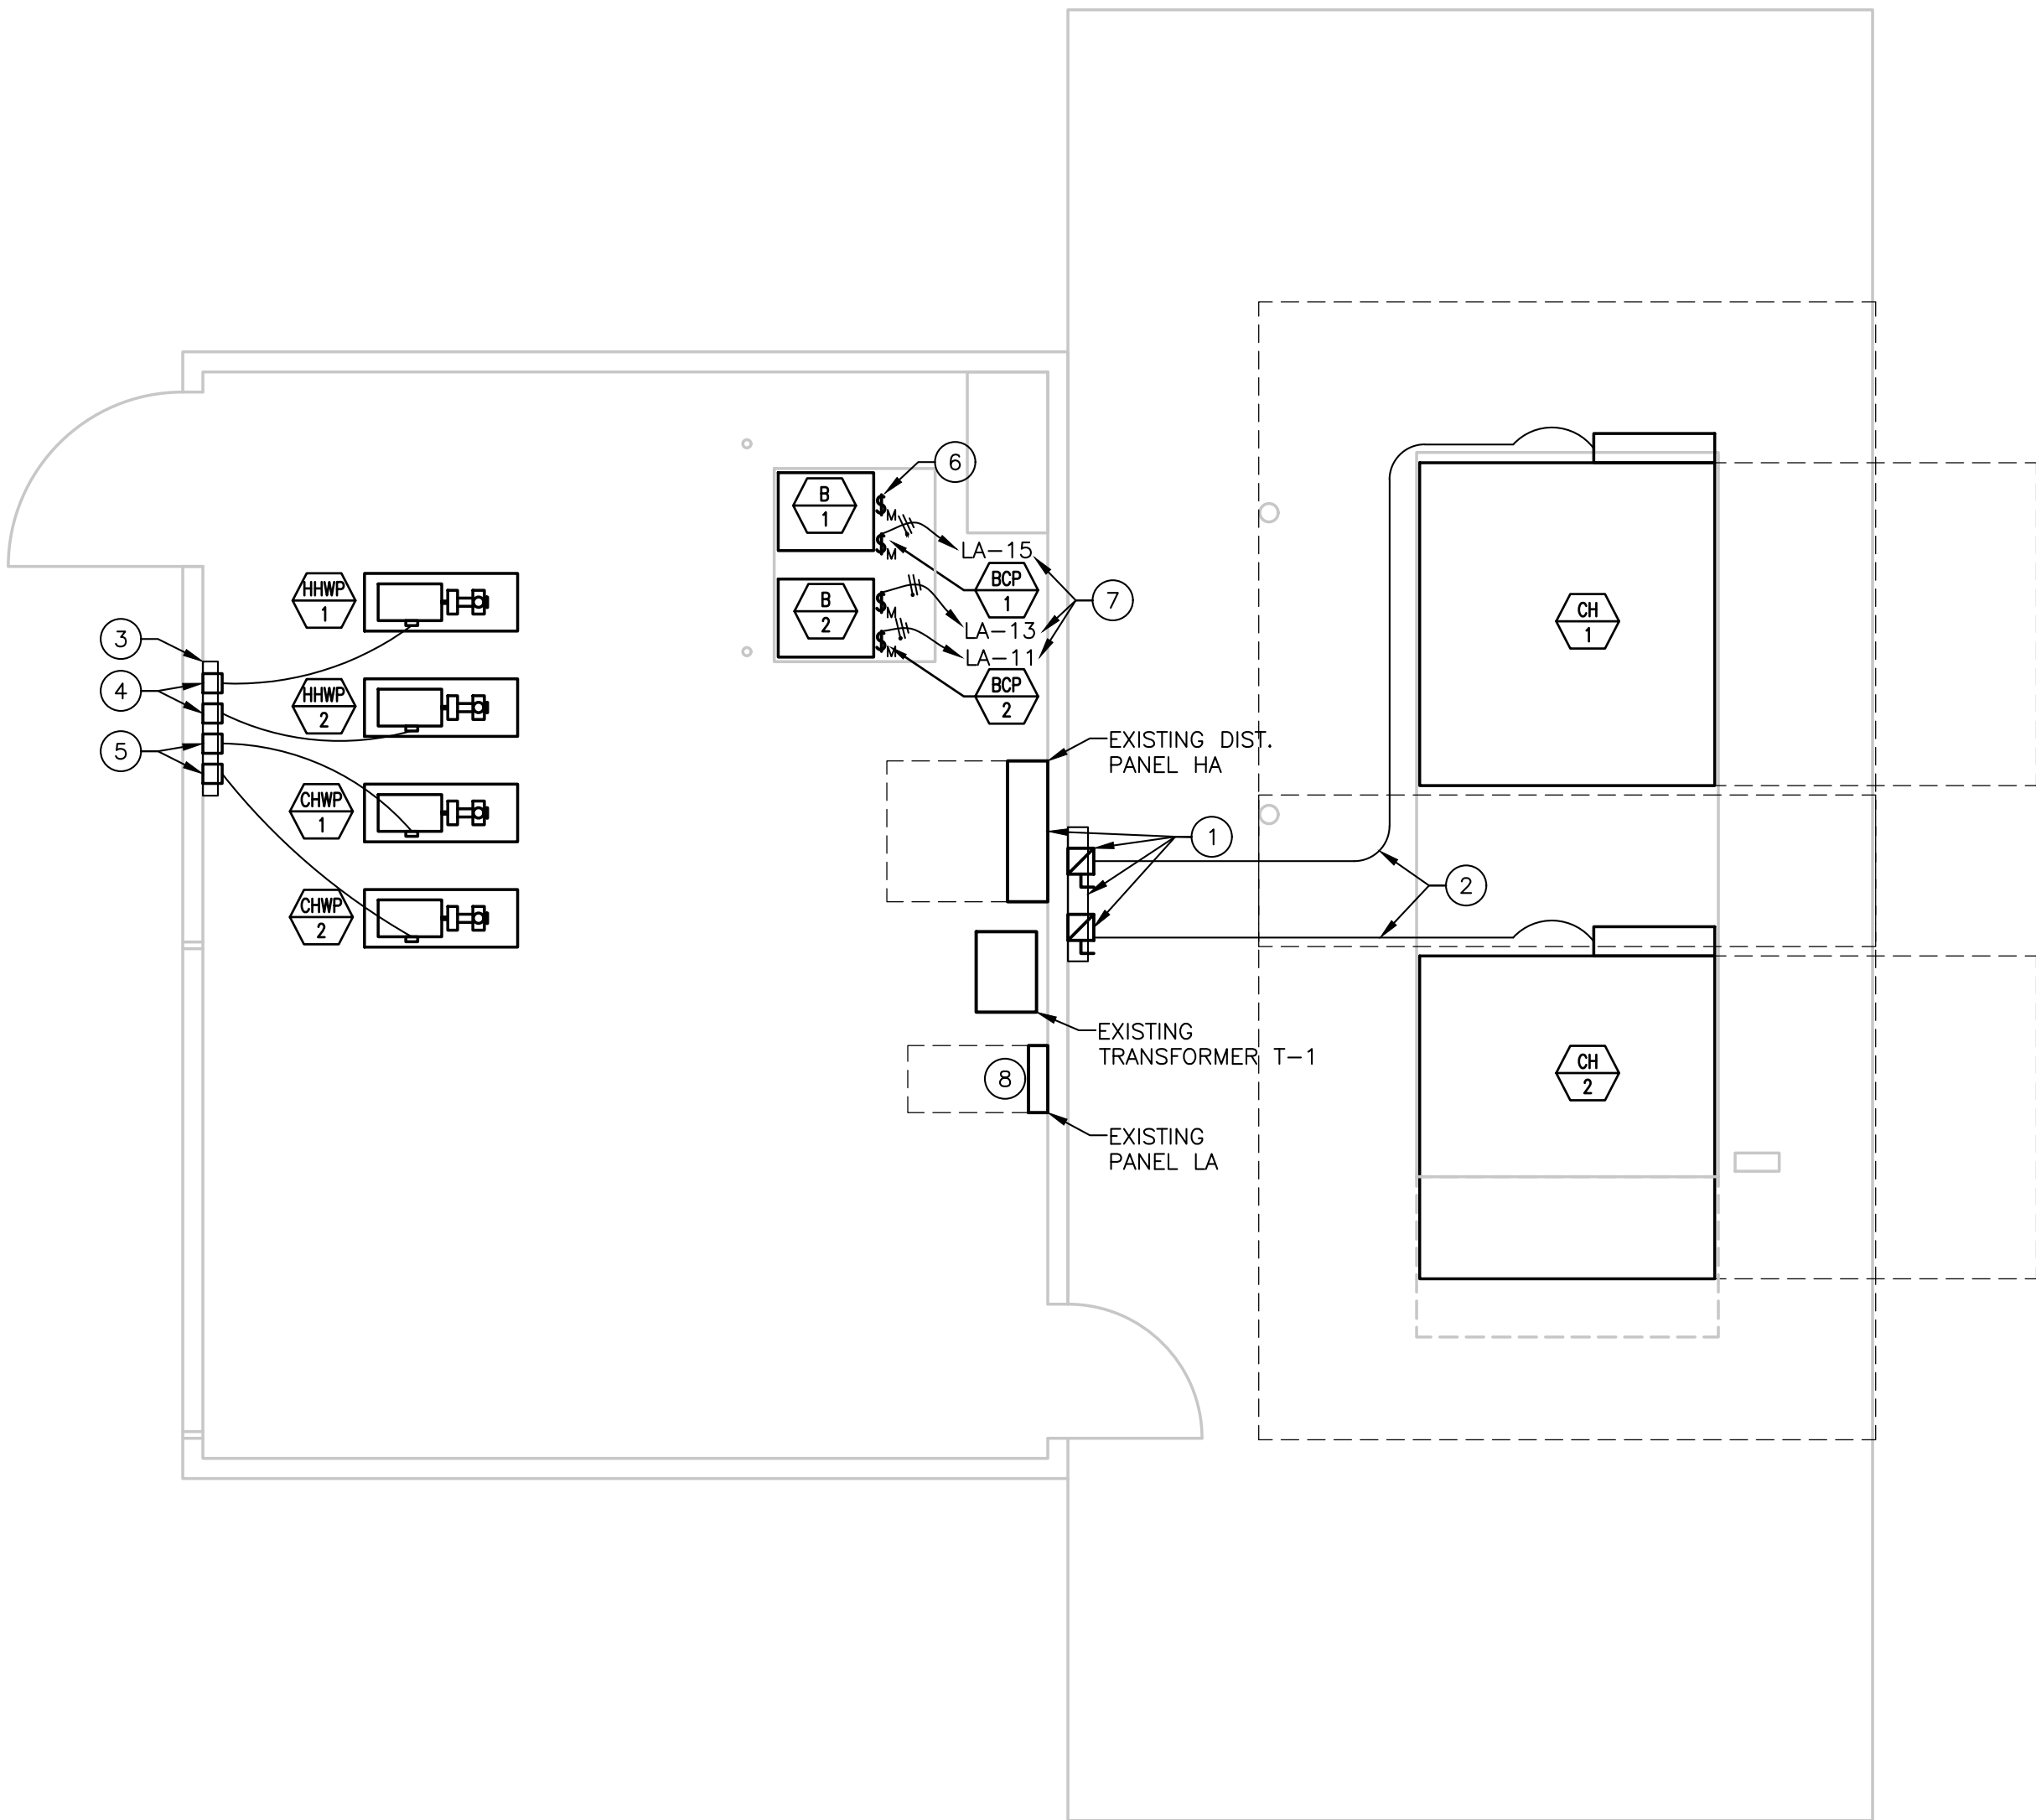 6
B
1
$M
$M
LA-15
BCP
1
7
B
2
$M
$M
LA-13
LA-11
BCP
2
HHWP
1
3
4
HHWP
2
5
CHWP
1
CHWP
2
CH
1
EXISTING DIST.
PANEL HA
1
2
EXISTING
TRANSFORMER T-1
8
CH
2
EXISTING
PANEL LA